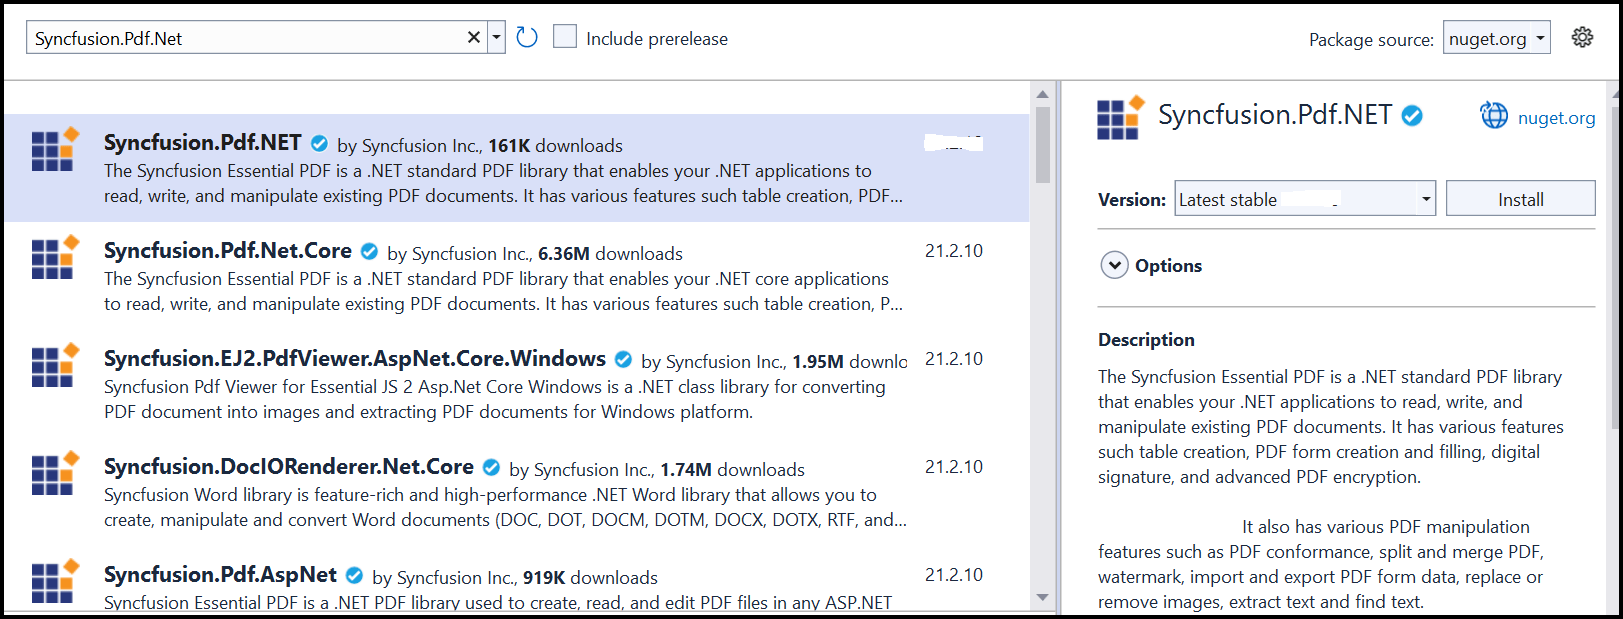 Syncfusion.Pdf.Net
Include prerelease
Package source: nuget.org
Syncfusion.Pdf.NET by Syncfusion Inc., 161K downloads
The Syncfusion Essential PDF is a .NET standard PDF library that enables your .NET applications to
read, write, and manipulate existing PDF documents. It has various features such table creation, PDF...
Syncfusion.Pdf.Net.Core by Syncfusion Inc., 6.36M downloads 21.2.10
The Syncfusion Essential PDF is a .NET standard PDF library that enables your .NET core applications
to read, write, and manipulate existing PDF documents. It has various features such table creation, P...
Syncfusion.EJ2.PdfViewer.AspNet.Core.Windows by Syncfusion Inc., 1.95M downlo 21.2.10
Syncfusion Pdf Viewer for Essential JS 2 Asp.Net Core Windows is a .NET class library for converting
PDF document into images and extracting PDF documents for Windows platform.
Syncfusion.DocIORenderer.Net.Core by Syncfusion Inc., 1.74M downloads 21.2.10
Syncfusion Word library is feature-rich and high-performance .NET Word library that allows you to
create, manipulate and convert Word documents (DOC, DOT, DOCM, DOTM, DOCX, DOTX, RTF, and...
Syncfusion.Pdf.AspNet by Syncfusion Inc., 919K downloads 21.2.10
Syncfusion Essential PDF is a .NET PDF library used to create, read, and edit PDF files in any ASP.NET
Syncfusion.Pdf.NET nuget.org
Version: Latest stable Install
Options
Description
The Syncfusion Essential PDF is a .NET standard PDF library
that enables your .NET applications to read, write, and
manipulate existing PDF documents. It has various features
such table creation, PDF form creation and filling, digital
signature, and advanced PDF encryption.
It also has various PDF manipulation
features such as PDF conformance, split and merge PDF,
watermark, import and export PDF form data, replace or
remove images, extract text and find text.